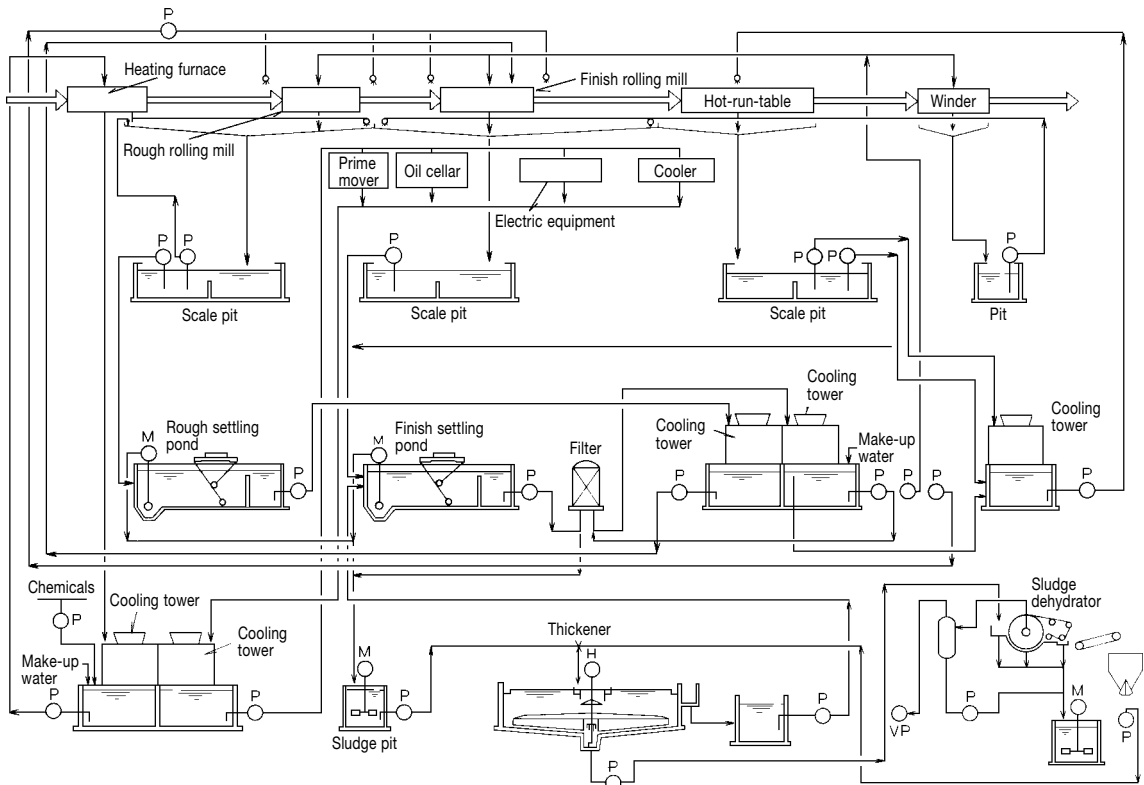 P
Heating furnace
Finish rolling mill
Hot-run-table
Winder
Rough rolling mill
Prime
mover
Oil cellar
Cooler
Electric equipment
P
P
P
P
P
P
Scale pit
Scale pit
Scale pit
Pit
Cooling
tower
Cooling
tower
Cooling
tower
Make-up
water
M
Rough settling
pond
P
M
Finish settling
pond
P
Filter
P
P
P
P
P
Chemicals
P
Cooling tower
Cooling
tower
Make-up
water
P
P
M
P
Sludge pit
Thickener
H
P
P
Sludge
dehydrator
VP
P
M
P